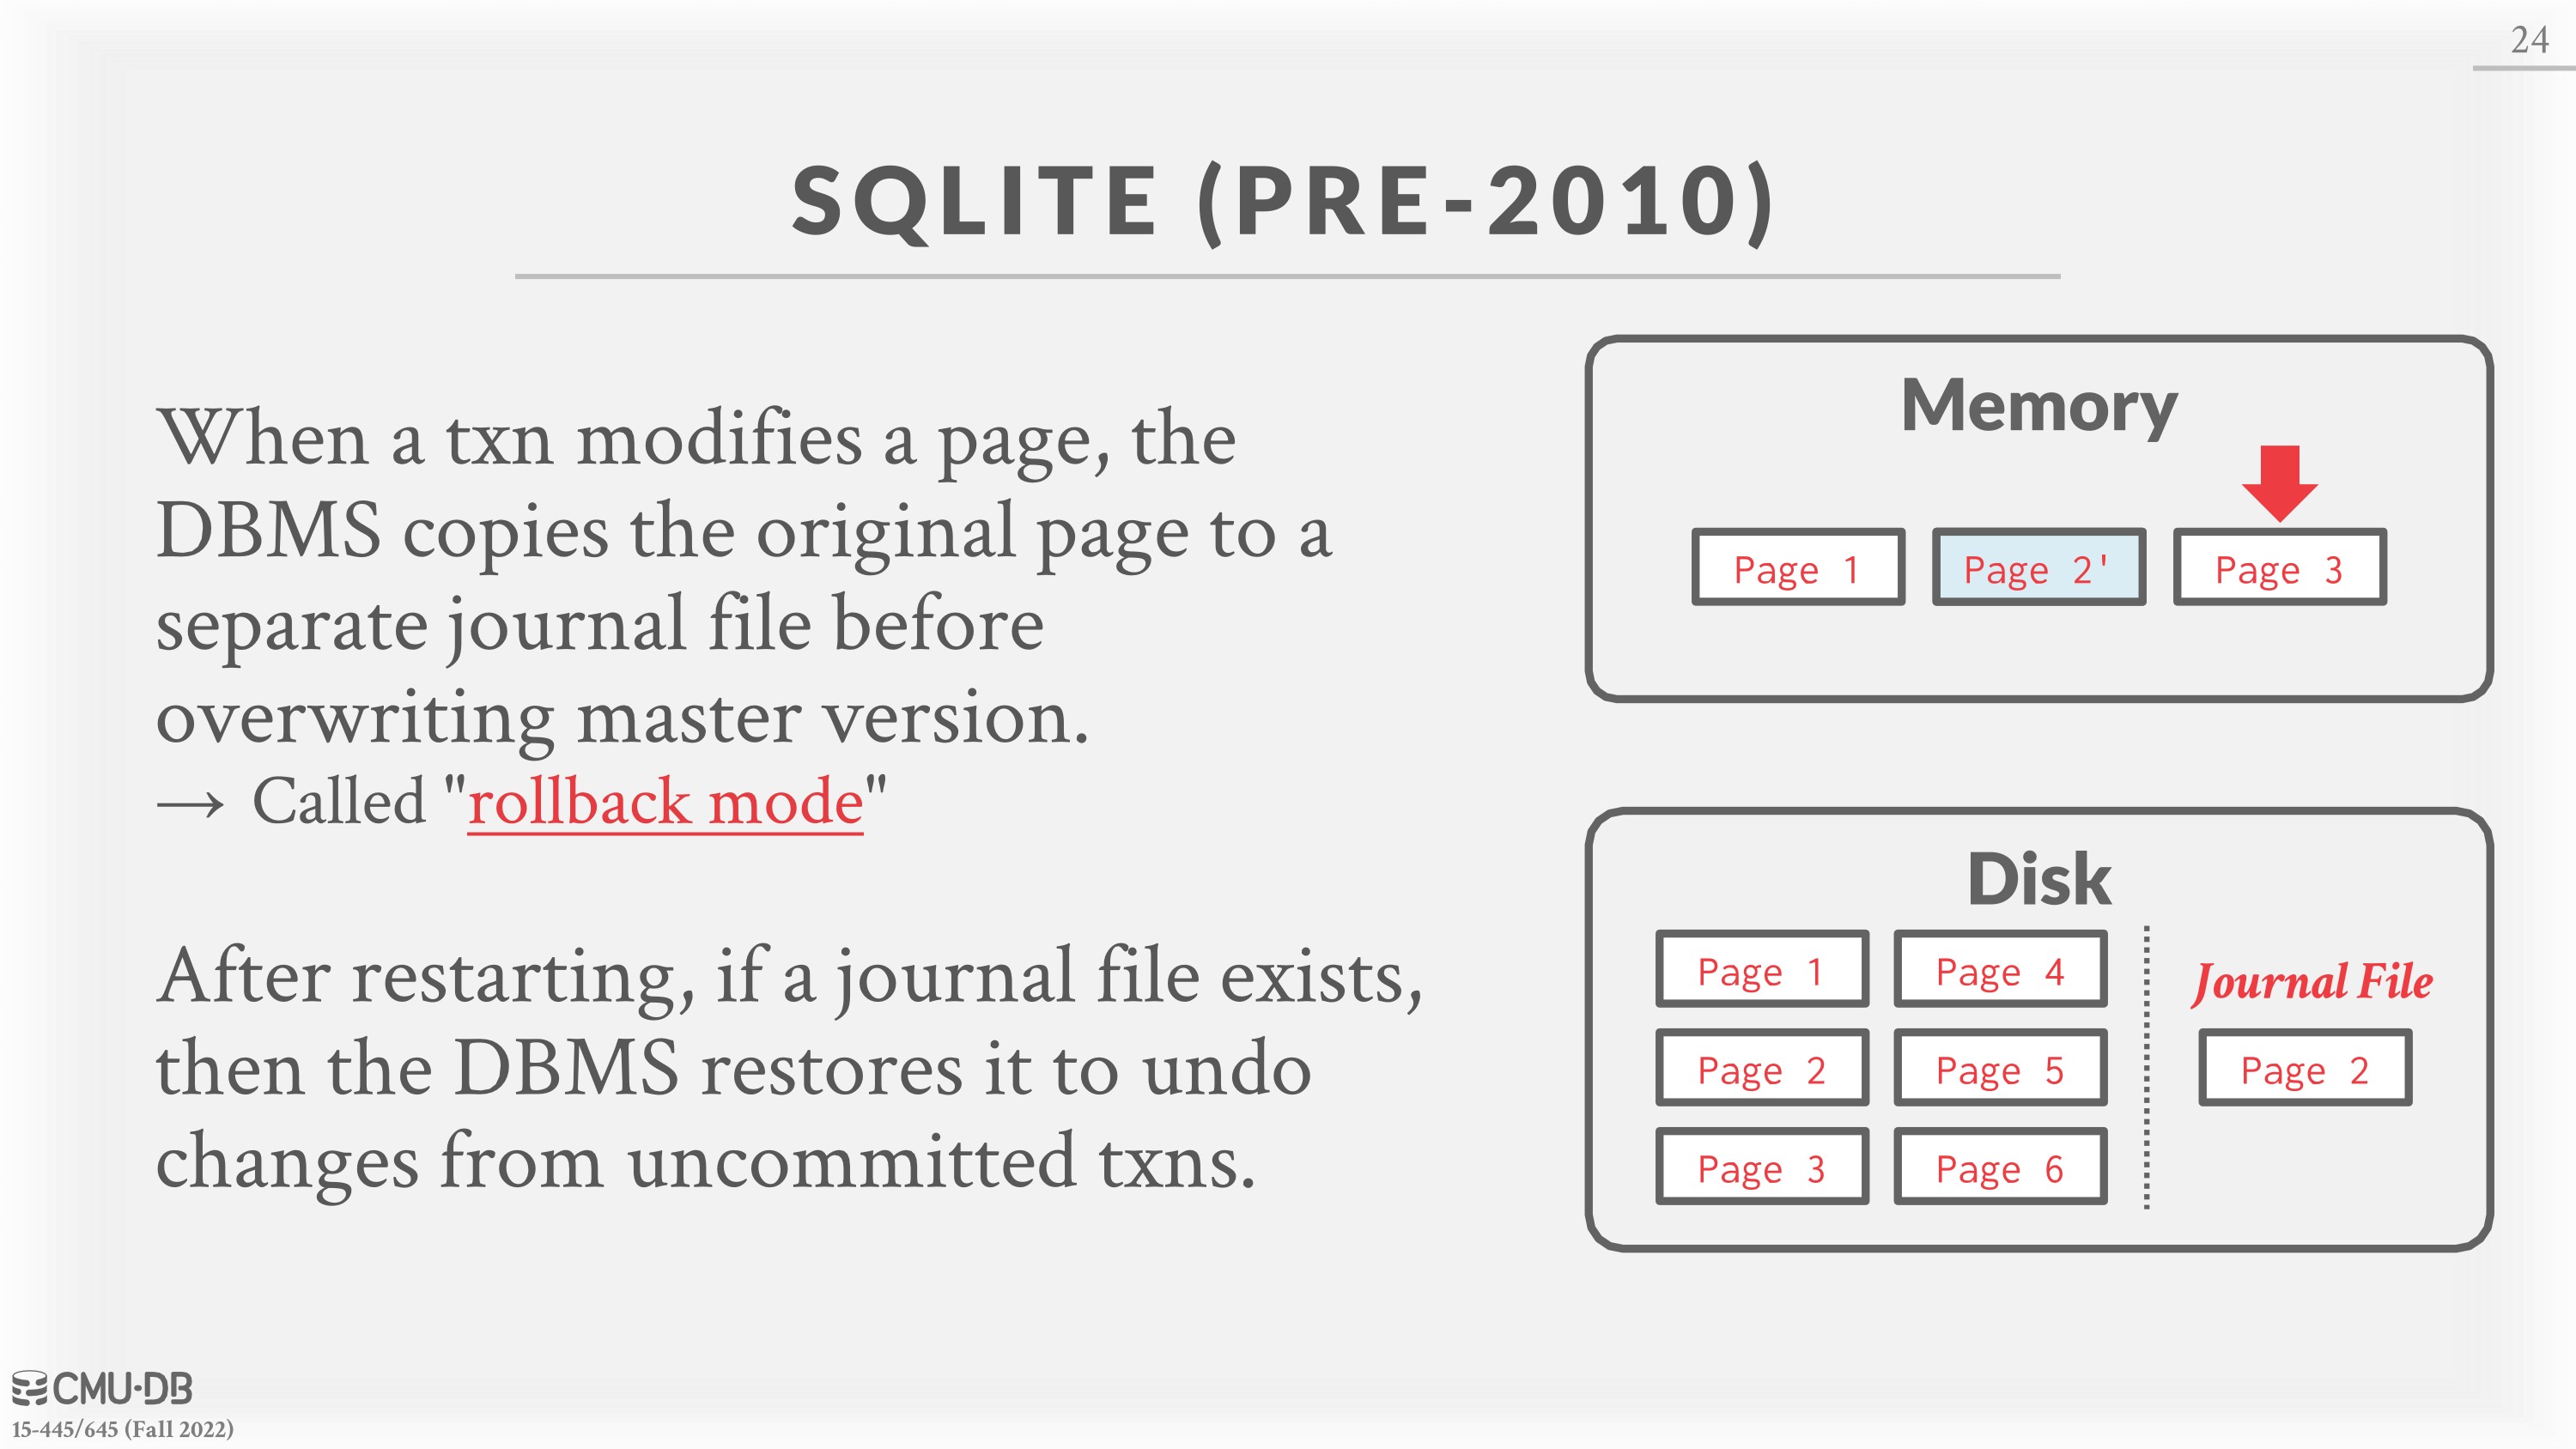 24
SQLITE (PRE-2010)
When a txn modifies a page, the
DBMS copies the original page to a
separate journal file before
overwriting master version.
→ Called "rollback mode"
After restarting, if a journal file exists,
then the DBMS restores it to undo
changes from uncommitted txns.
Memory
Page 1 Page 2' Page 3
Disk
Journal File
Page 1 Page 4
Page 2 Page 5 Page 2
Page 3 Page 6
CMU·DB
15-445/645 (Fall 2022)